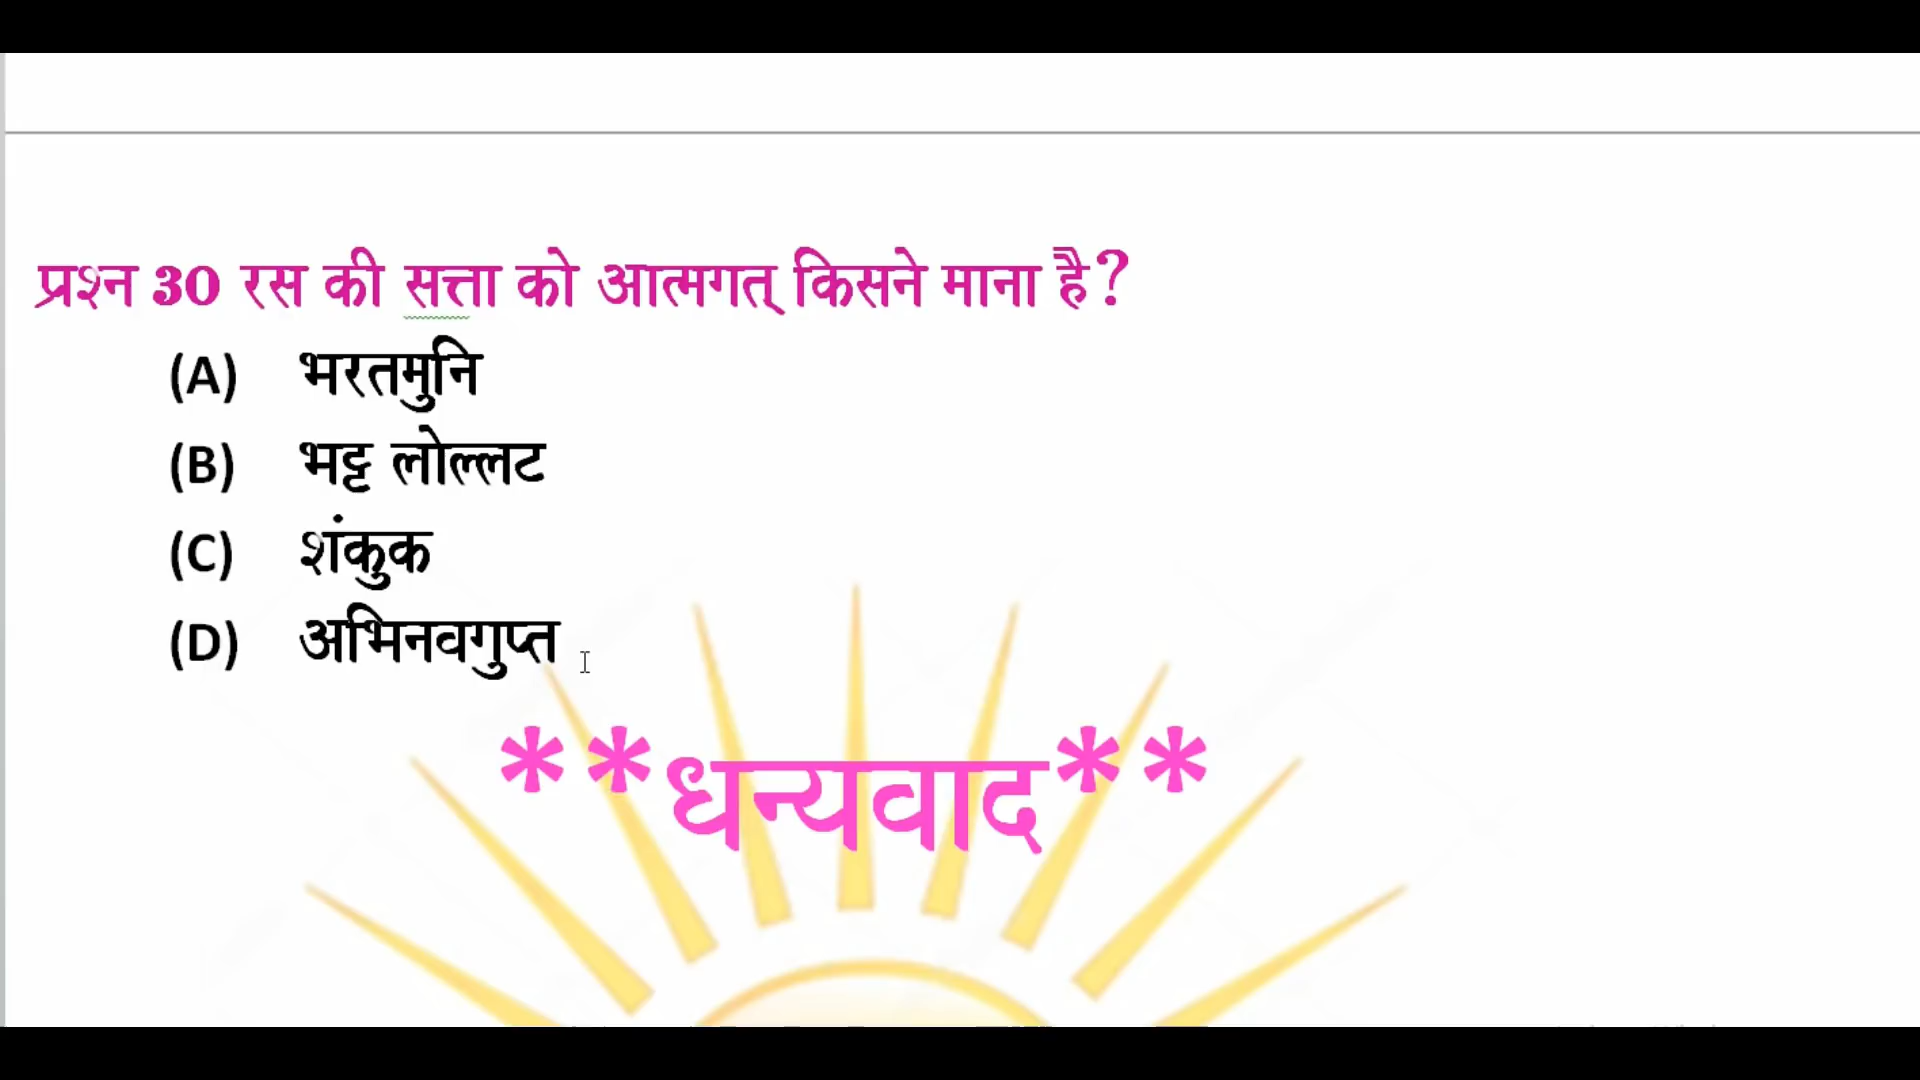 प्रश्न 30 रस की सत्ता को आत्मगत् किसने माना है?
(A) भरतमुनि
(B) भट्ट लोल्लट
(C) शंकुक
(D) अभिनवगुप्त
**धन्यवाद**